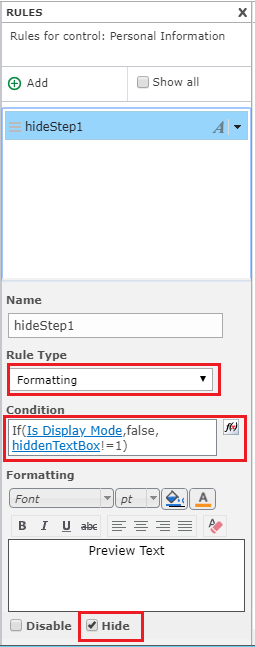 RULES X
Rules for control: Personal Information
Add Show all
hideStep1 A
Name
hideStep1
Rule Type
Formatting
Condition
If(Is Display Mode,false,
hiddenTextBox!=1)
f(x)
Formatting
Font pt A
B I U abc
Preview Text
Disable Hide